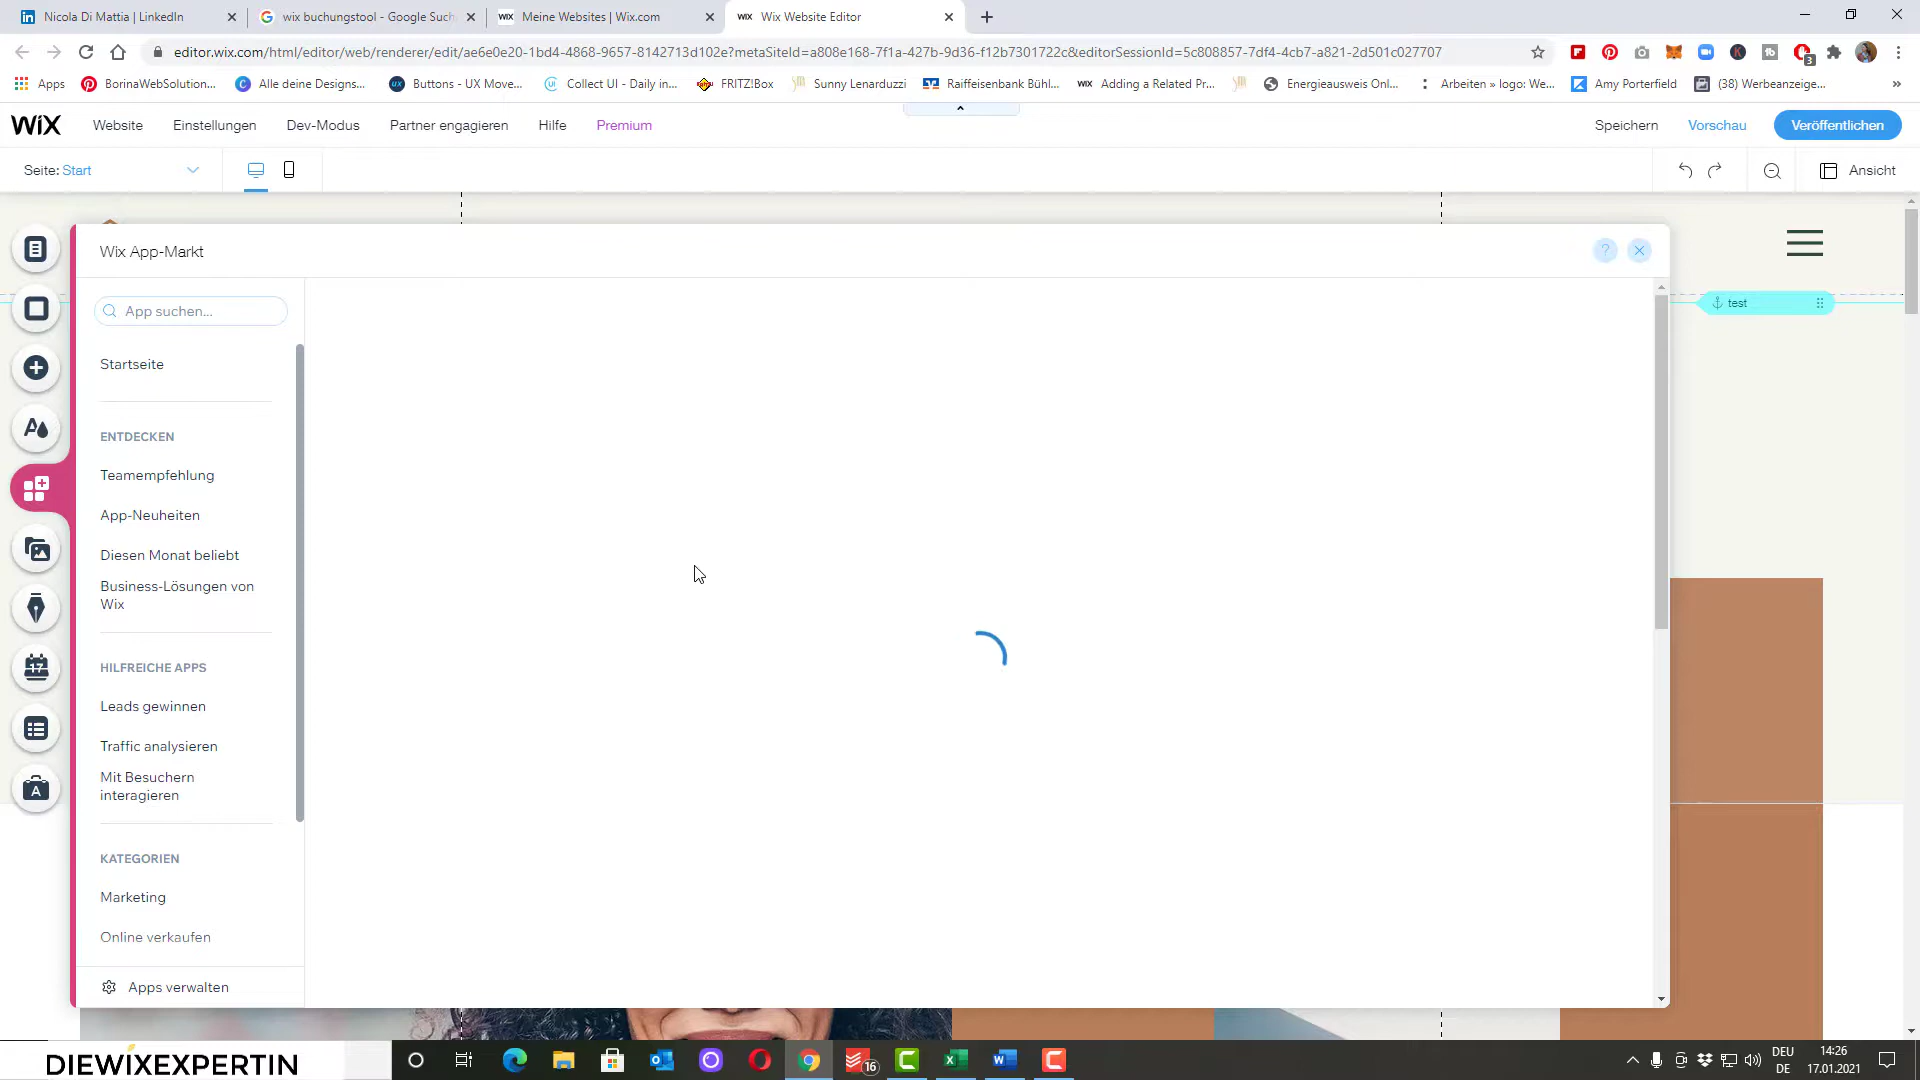 Nicola Di Mattia | LinkedIn
wix buchungstool - Google Such
WIX Meine Websites | Wix.com
WIX Wix Website Editor
editor.wix.com/html/editor/web/renderer/edit/ae6e0e20-1bd4-4868-9657-8142713d102e?metaSiteId=a808e168-7f1a-427b-9d36-f12b7301722c&editorSessionId=5c808857-7df4-4cb7-a821-2d501c027707
Apps BorinaWebSolution... Alle deine Designs... Buttons - UX Move... Collect UI - Daily in... FRITZ!Box Sunny Lenarduzzi Raiffeisenbank Bühl... WIX Adding a Related Pr... Energieausweis Onl... Arbeiten » logo: We... Amy Porterfield (38) Werbeanzeige... »
WIX Website Einstellungen Dev-Modus Partner engagieren Hilfe Premium Speichern Vorschau Veröffentlichen
Seite: Start Ansicht
Wix App-Markt ?
test
App suchen...
Startseite
ENTDECKEN
Teamempfehlung
App-Neuheiten
Diesen Monat beliebt
Business-Lösungen von
Wix
HILFREICHE APPS
Leads gewinnen
Traffic analysieren
Mit Besuchern
interagieren
KATEGORIEN
Marketing
Online verkaufen
Apps verwalten
DIEWIXEXPERTIN
16
DEU
DE
14:26
17.01.2021